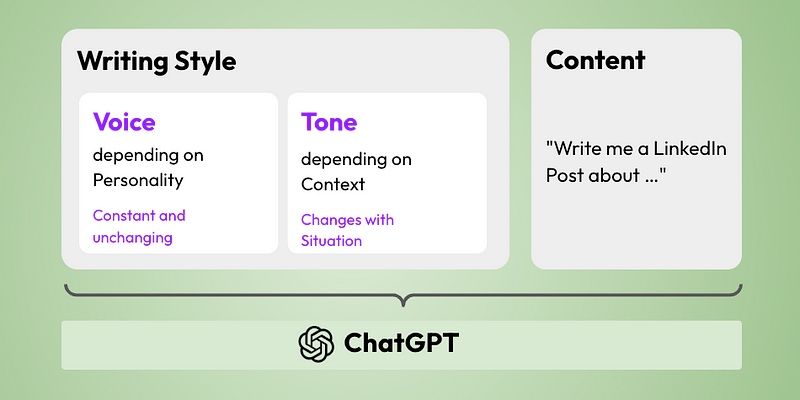 Writing Style
Voice
depending on
Personality
Constant and
unchanging
Tone
depending on
Context
Changes with
Situation
Content
"Write me a LinkedIn
Post about ..."
ChatGPT